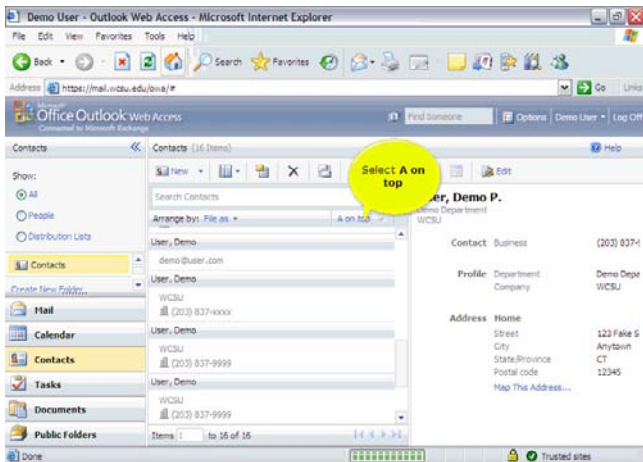 Demo User - Outlook Web Access - Microsoft Internet Explorer
File Edit View Favorites Tools Help
Back Search Favorites
Address https://mail.wcsu.edu/owa/# Go Links
Microsoft
Office Outlook Web Access
Connected to Microsoft Exchange
Find Someone Options Demo User Log Off
Contacts Contacts (16 Items) Help
New Edit
Select A on
top
Show:
All
People
Distribution Lists
Contacts
Create New Folder...
Mail
Calendar
Contacts
Tasks
Documents
Public Folders
Search Contacts
Arrange by: File as A on top
User, Demo
demo@user.com
User, Demo
WCSU
(203) 837-xxxx
User, Demo
WCSU
(203) 837-9999
User, Demo
WCSU
(203) 837-9999
Items 1 to 16 of 16
User, Demo P.
Demo Department
WCSU
Contact Business (203) 837-
Profile Department Demo Depa
Company WCSU
Address Home
Street 123 Fake S
City Anytown
State/Province CT
Postal code 12345
Map This Address...
Done Trusted sites